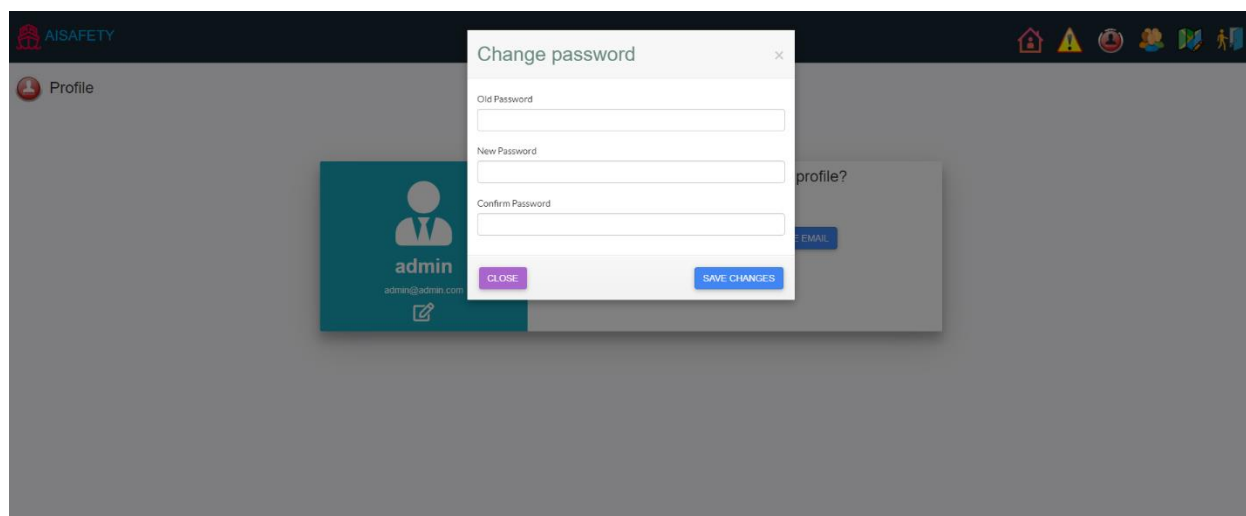 AISAFETY
Profile
Change password
×
Old Password
New Password
Confirm Password
CLOSE
SAVE CHANGES
profile?
EMAIL
admin
admin@admin.com